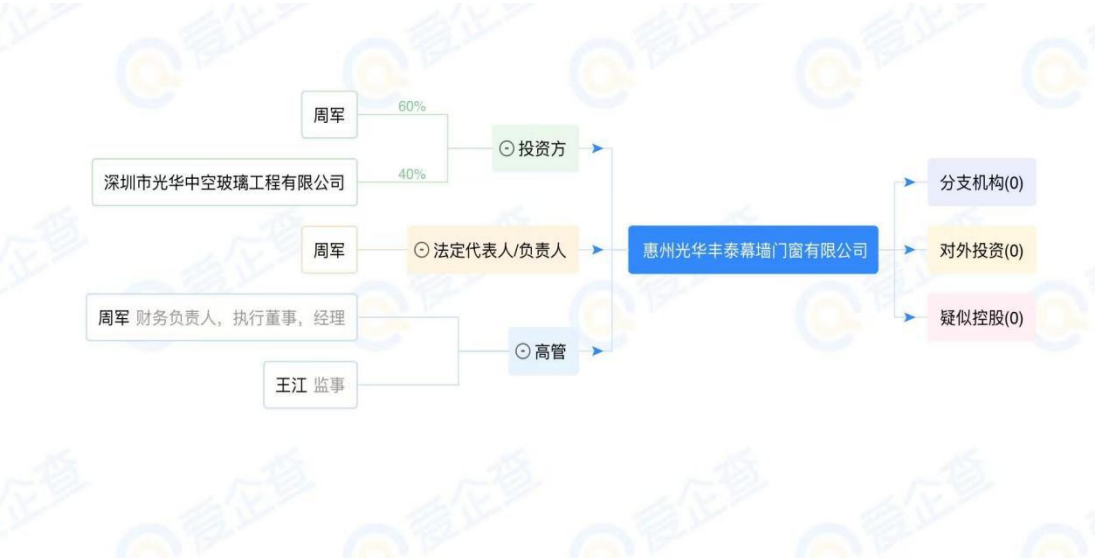 周军
60%
投资方
深圳市光华中空玻璃工程有限公司
40%
分支机构(0)
周军
法定代表人/负责人
惠州光华丰泰幕墙门窗有限公司
对外投资(0)
周军 财务负责人，执行董事，经理
疑似控股(0)
高管
王江 监事
爱企查